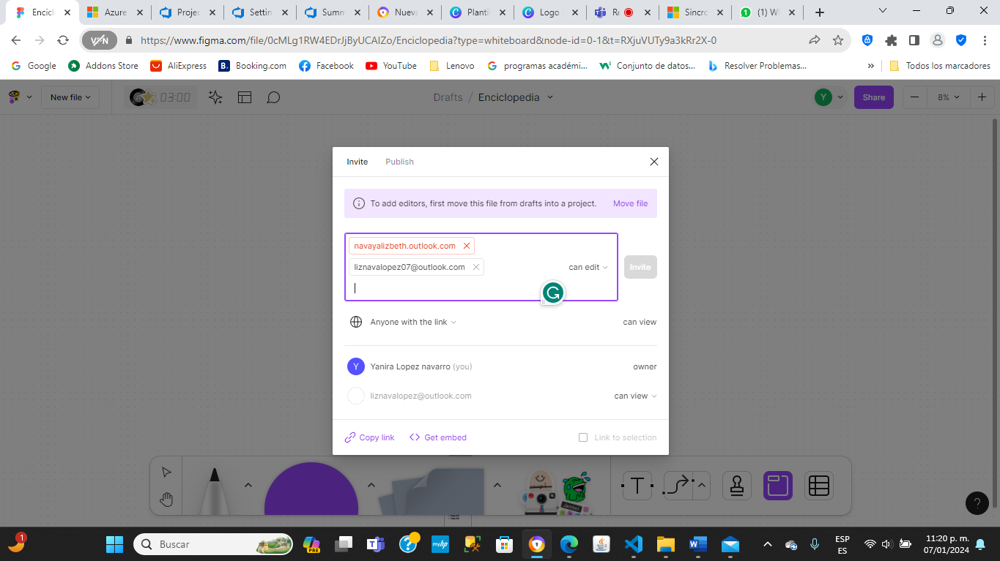 Encicl
Azure
Projec
Settin
Summ
Nueva
Planti
Logo
Re
Sincro
(1) W
VPN
https://www.figma.com/file/0cMLg1RW4EDrJjByUCAIZo/Enciclopedia?type=whiteboard&node-id=0-1&t=RXjuVUTy9a3kRr2X-0
Google
Addons Store
AliExpress
Booking.com
Facebook
YouTube
Lenovo
programas académi...
Conjunto de datos...
Resolver Problemas...
»
Todos los marcadores
New file
03:00
Drafts / Enciclopedia
Y
Share
8%
Invite
Publish
To add editors, first move this file from drafts into a project.
Move file
navayalizbeth.outlook.com
liznavalopez07@outlook.com
can edit
Invite
Anyone with the link
can view
Y
Yanira Lopez navarro (you)
owner
liznavalopez@outlook.com
can view
Copy link
Get embed
Link to selection
T
?
1
Buscar
PRE
myhp
ESP
ES
11:20 p. m.
07/01/2024